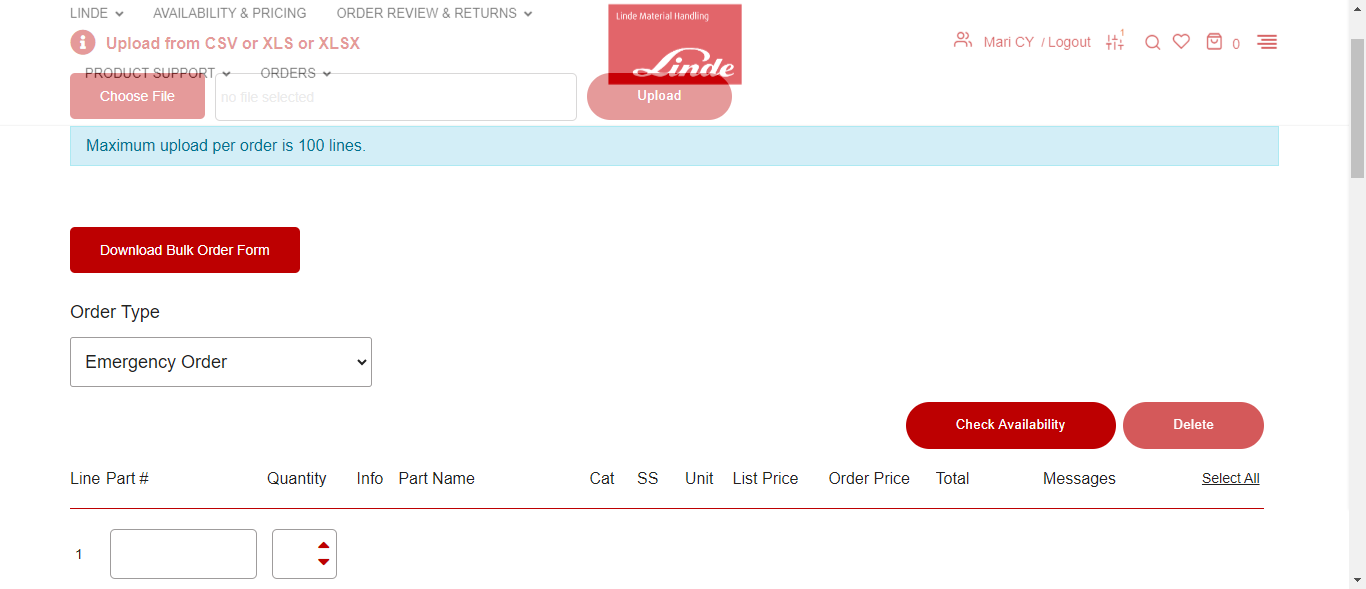 LINDE AVAILABILITY & PRICING ORDER REVIEW & RETURNS
Linde Material Handling
Linde
Mari CY / Logout 1 0
Upload from CSV or XLS or XLSX
PRODUCT SUPPORT ORDERS
Choose File no file selected Upload
Maximum upload per order is 100 lines.
Download Bulk Order Form
Order Type
Emergency Order
Check Availability Delete
Line Part # Quantity Info Part Name Cat SS Unit List Price Order Price Total Messages Select All
1